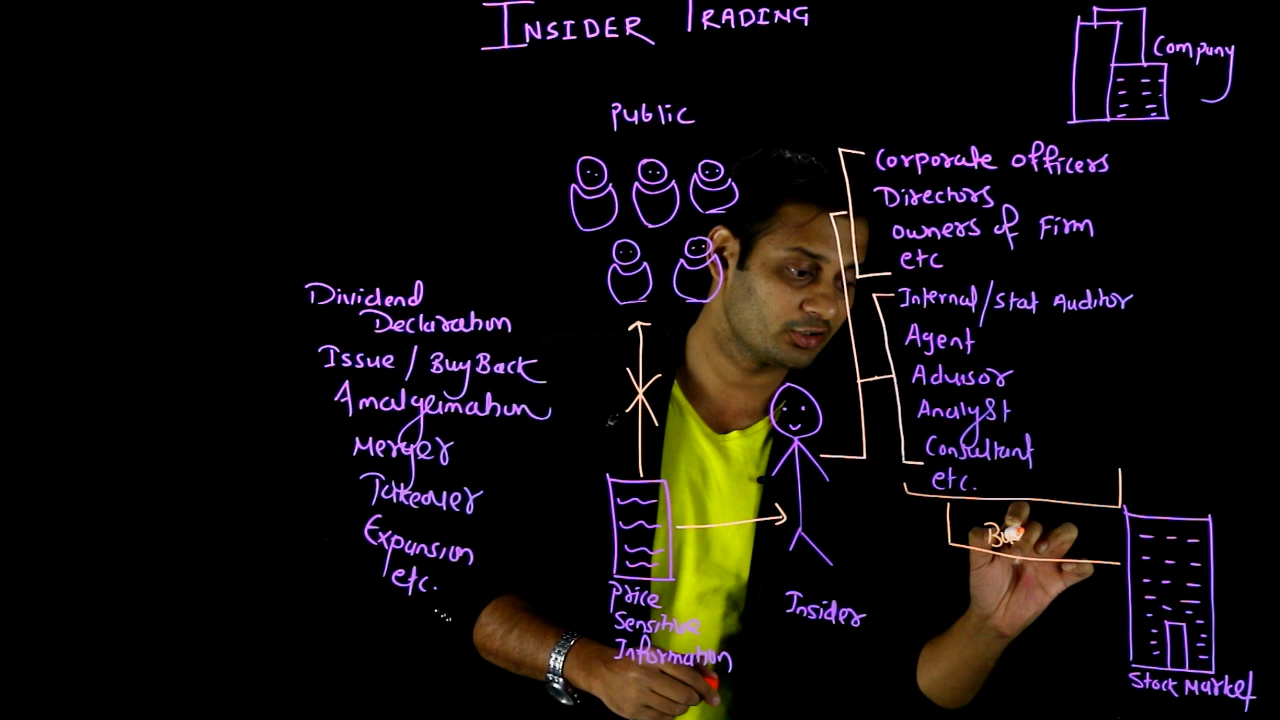 INSIDER TRADING
Company
Public
Corporate officers
Directors
owners of Firm
etc
Internal/Stat Auditor
Agent
Advisor
Analyst
Consultant
etc.
Dividend
Declaration
Issue / BuyBack
Amalgimation
Merger
Takeover
Expansion
etc.
Price
Sensitive
Information
Insider
Stock Market